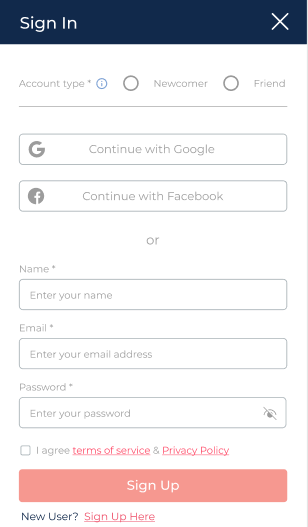 Sign In
Account type * Newcomer Friend
Continue with Google
Continue with Facebook
or
Name *
Enter your name
Email *
Enter your email address
Password *
Enter your password
I agree terms of service & Privacy Policy
Sign Up
New User? Sign Up Here